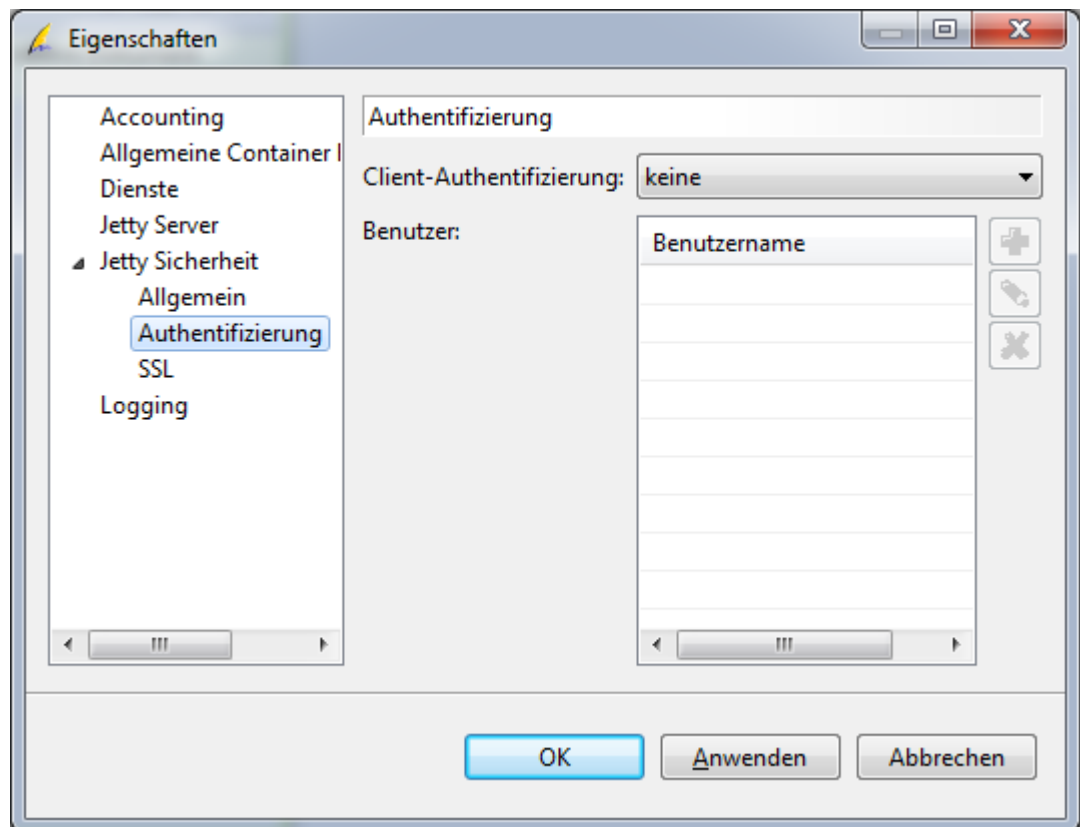 Eigenschaften
Accounting
Allgemeine Container
Dienste
Jetty Server
Jetty Sicherheit
Allgemein
Authentifizierung
SSL
Logging
Authentifizierung
Client-Authentifizierung: keine
Benutzer:
Benutzername
OK
Anwenden
Abbrechen